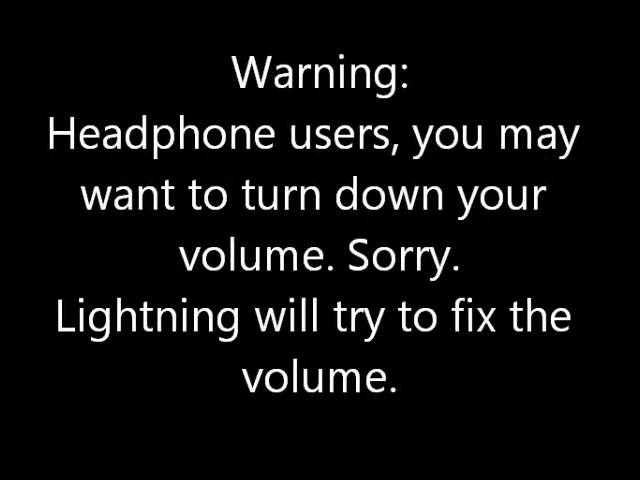 Warning:
Headphone users, you may
want to turn down your
volume. Sorry.
Lightning will try to fix the
volume.